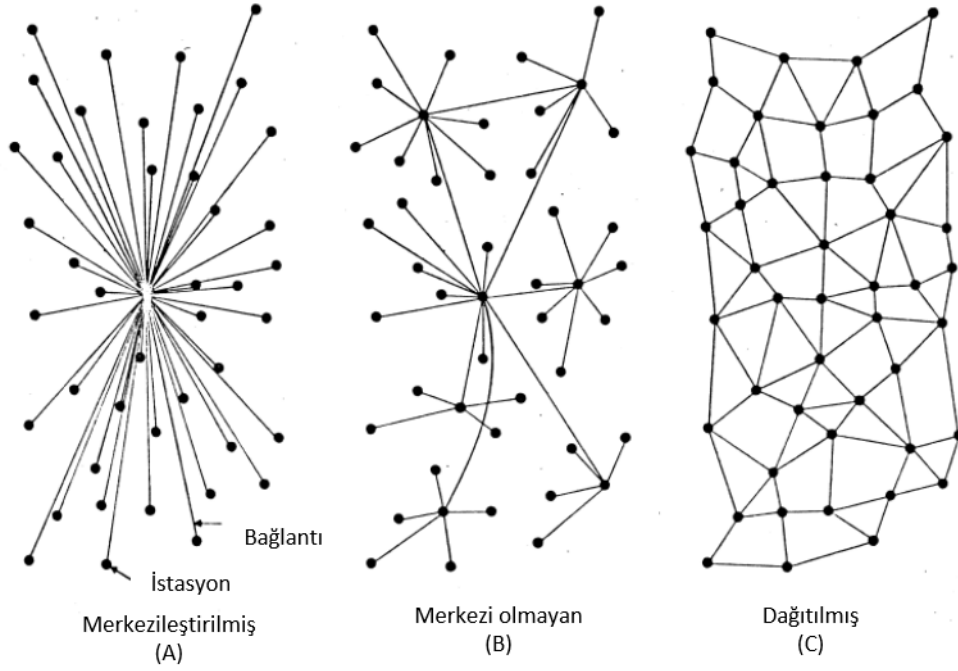 Bağlantı
İstasyon
Merkezileştirilmiş
(A)
Merkezi olmayan
(B)
Dağıtılmış
(C)